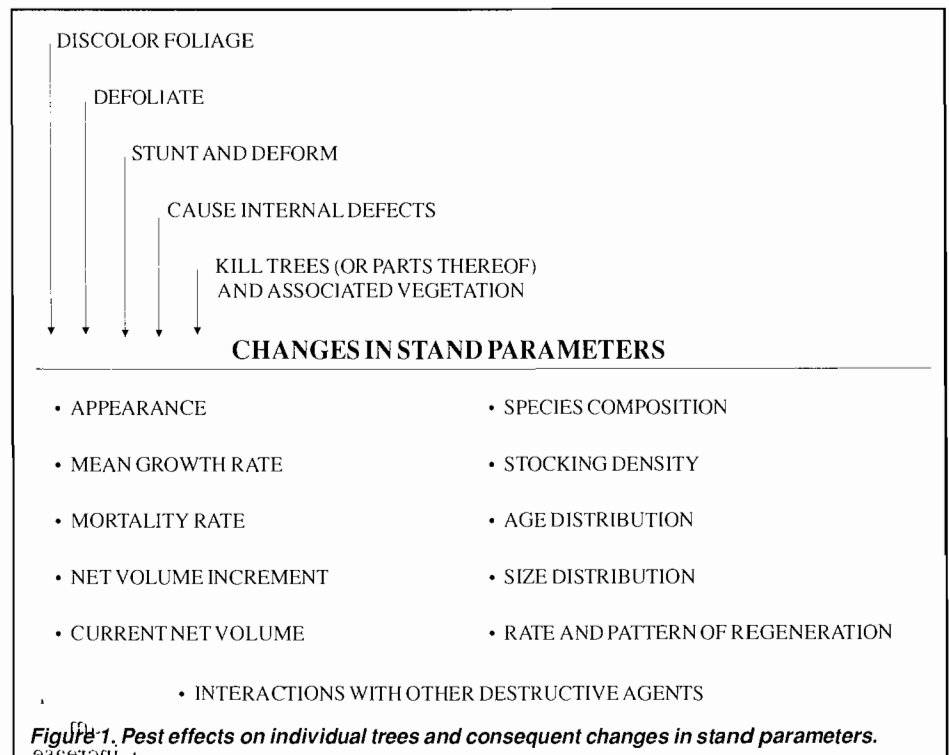 DISCOLOR FOLIAGE
DEFOLIATE
STUNT AND DEFORM
CAUSE INTERNAL DEFECTS
KILL TREES (OR PARTS THEREOF)
AND ASSOCIATED VEGETATION
CHANGES IN STAND PARAMETERS
• APPEARANCE
• MEAN GROWTH RATE
• MORTALITY RATE
• NET VOLUME INCREMENT
• CURRENT NET VOLUME
• SPECIES COMPOSITION
• STOCKING DENSITY
• AGE DISTRIBUTION
• SIZE DISTRIBUTION
• RATE AND PATTERN OF REGENERATION
• INTERACTIONS WITH OTHER DESTRUCTIVE AGENTS
Figure 1. Pest effects on individual trees and consequent changes in stand parameters.